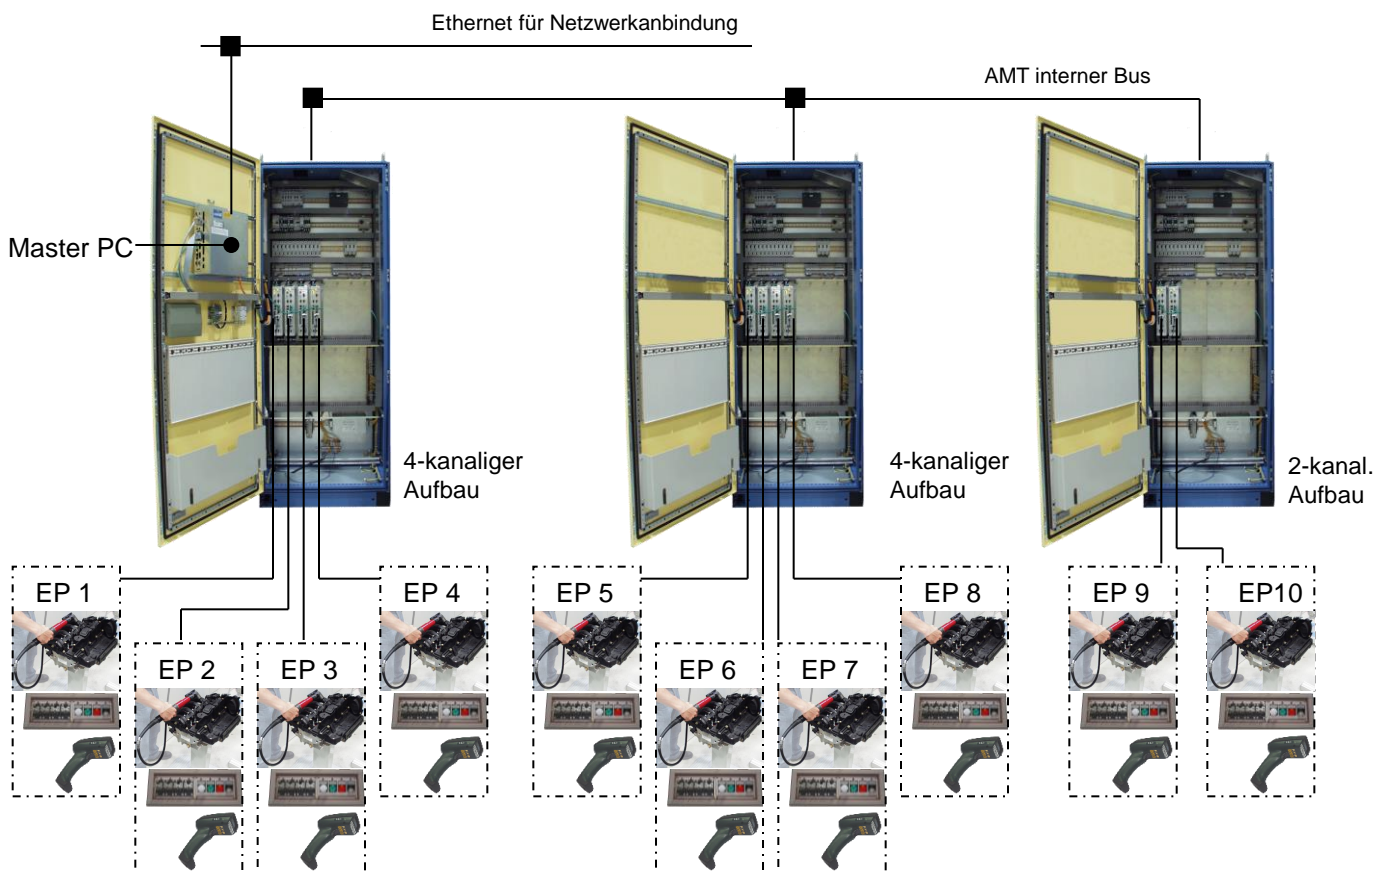 Ethernet für Netzwerkanbindung
AMT interner Bus
Master PC
4-kanaliger
Aufbau
4-kanaliger
Aufbau
2-kanal.
Aufbau
EP 1
EP 2
EP 3
EP 4
EP 5
EP 6
EP 7
EP 8
EP 9
EP10